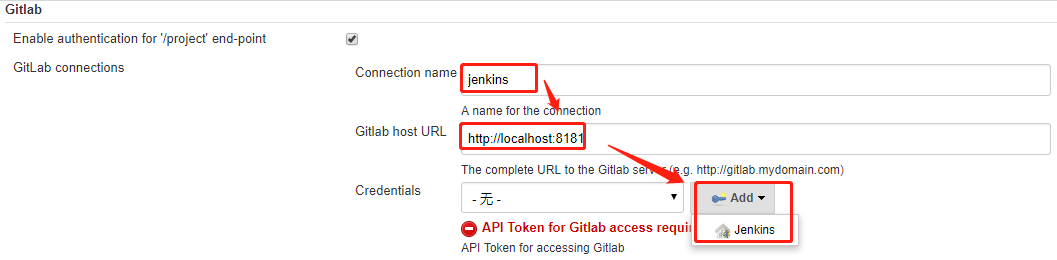 Gitlab
Enable authentication for '/project' end-point
GitLab connections
Connection name
jenkins
A name for the connection
Gitlab host URL
http://localhost:8181
The complete URL to the Gitlab server (e.g. http://gitlab.mydomain.com)
Credentials
- 无 -
Add
Jenkins
API Token for Gitlab access
API Token for accessing Gitlab